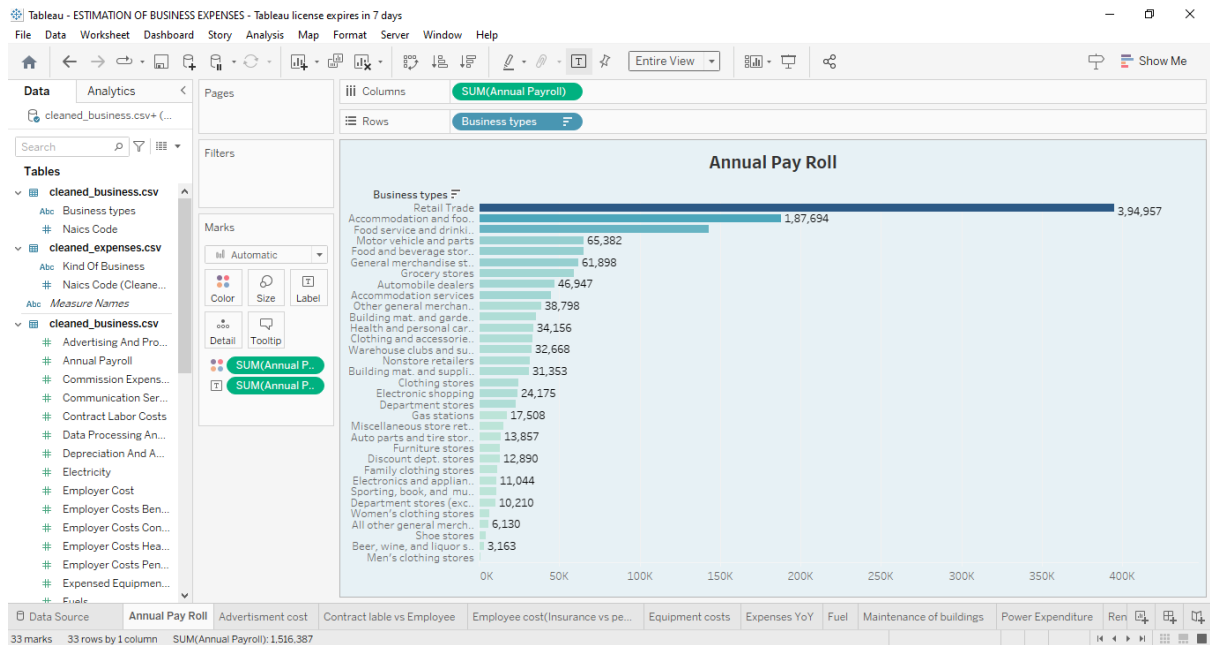 Tableau - ESTIMATION OF BUSINESS EXPENSES - Tableau license expires in 7 days
File Data Worksheet Dashboard Story Analysis Map Format Server Window Help
Entire View
Show Me
Data Analytics
cleaned_business.csv+ (...
Search
Tables
cleaned_business.csv
Abc Business types
# Naics Code
cleaned_expenses.csv
Abc Kind Of Business
# Naics Code (Cleane...
Abc Measure Names
cleaned_business.csv
# Advertising And Pro...
# Annual Payroll
# Commission Expens...
# Communication Ser...
# Contract Labor Costs
# Data Processing An...
# Depreciation And A...
# Electricity
# Employer Cost
# Employer Costs Ben...
# Employer Costs Con...
# Employer Costs Hea...
# Employer Costs Pen...
# Expensed Equipmen...
# Fuels
Pages
Filters
Marks
Automatic
Color Size Label
Detail Tooltip
SUM(Annual P..
SUM(Annual P..
Columns SUM(Annual Payroll)
Rows Business types
Annual Pay Roll
Business types
Retail Trade 3,94,957
Accommodation and foo.. 1,87,694
Food service and drinki..
Motor vehicle and parts 65,382
Food and beverage stor..
General merchandise st.. 61,898
Grocery stores
Automobile dealers 46,947
Accommodation services
Other general merchan.. 38,798
Building mat. and garde..
Health and personal car.. 34,156
Clothing and accessorie..
Warehouse clubs and su.. 32,668
Nonstore retailers
Building mat. and suppli.. 31,353
Clothing stores
Electronic shopping 24,175
Department stores
Gas stations 17,508
Miscellaneous store ret..
Auto parts and tire stor.. 13,857
Furniture stores
Discount dept. stores 12,890
Family clothing stores
Electronics and applian.. 11,044
Sporting, book, and mu..
Department stores (exc.. 10,210
Women's clothing stores
All other general merch.. 6,130
Shoe stores
Beer, wine, and liquor s.. 3,163
Men's clothing stores
0K 50K 100K 150K 200K 250K 300K 350K 400K
Data Source Annual Pay Roll Advertisment cost Contract lable vs Employee Employee cost(Insurance vs pe... Equipment costs Expenses YoY Fuel Maintenance of buildings Power Expenditure Ren
33 marks 33 rows by 1 column SUM(Annual Payroll): 1,516,387